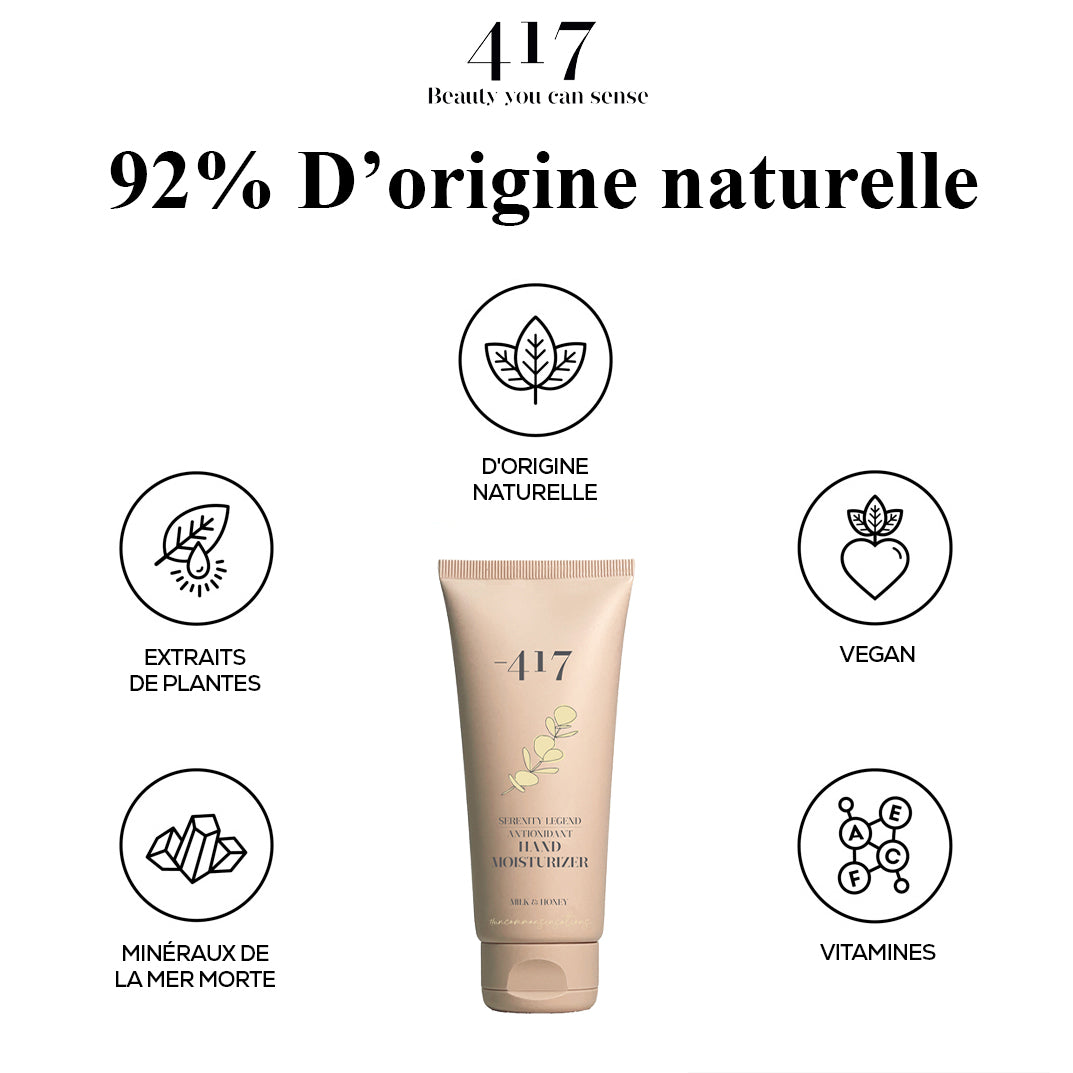 417
Beauty you can sense
92% D’origine naturelle
D'ORIGINE
NATURELLE
EXTRAITS
DE PLANTES
VEGAN
MINÉRAUX DE
LA MER MORTE
A
E
C
F
VITAMINES
-417
SERENITY LEGEND
ANTIOXIDANT
HAND
MOISTURIZER
MILK & HONEY
#uncommonsensations